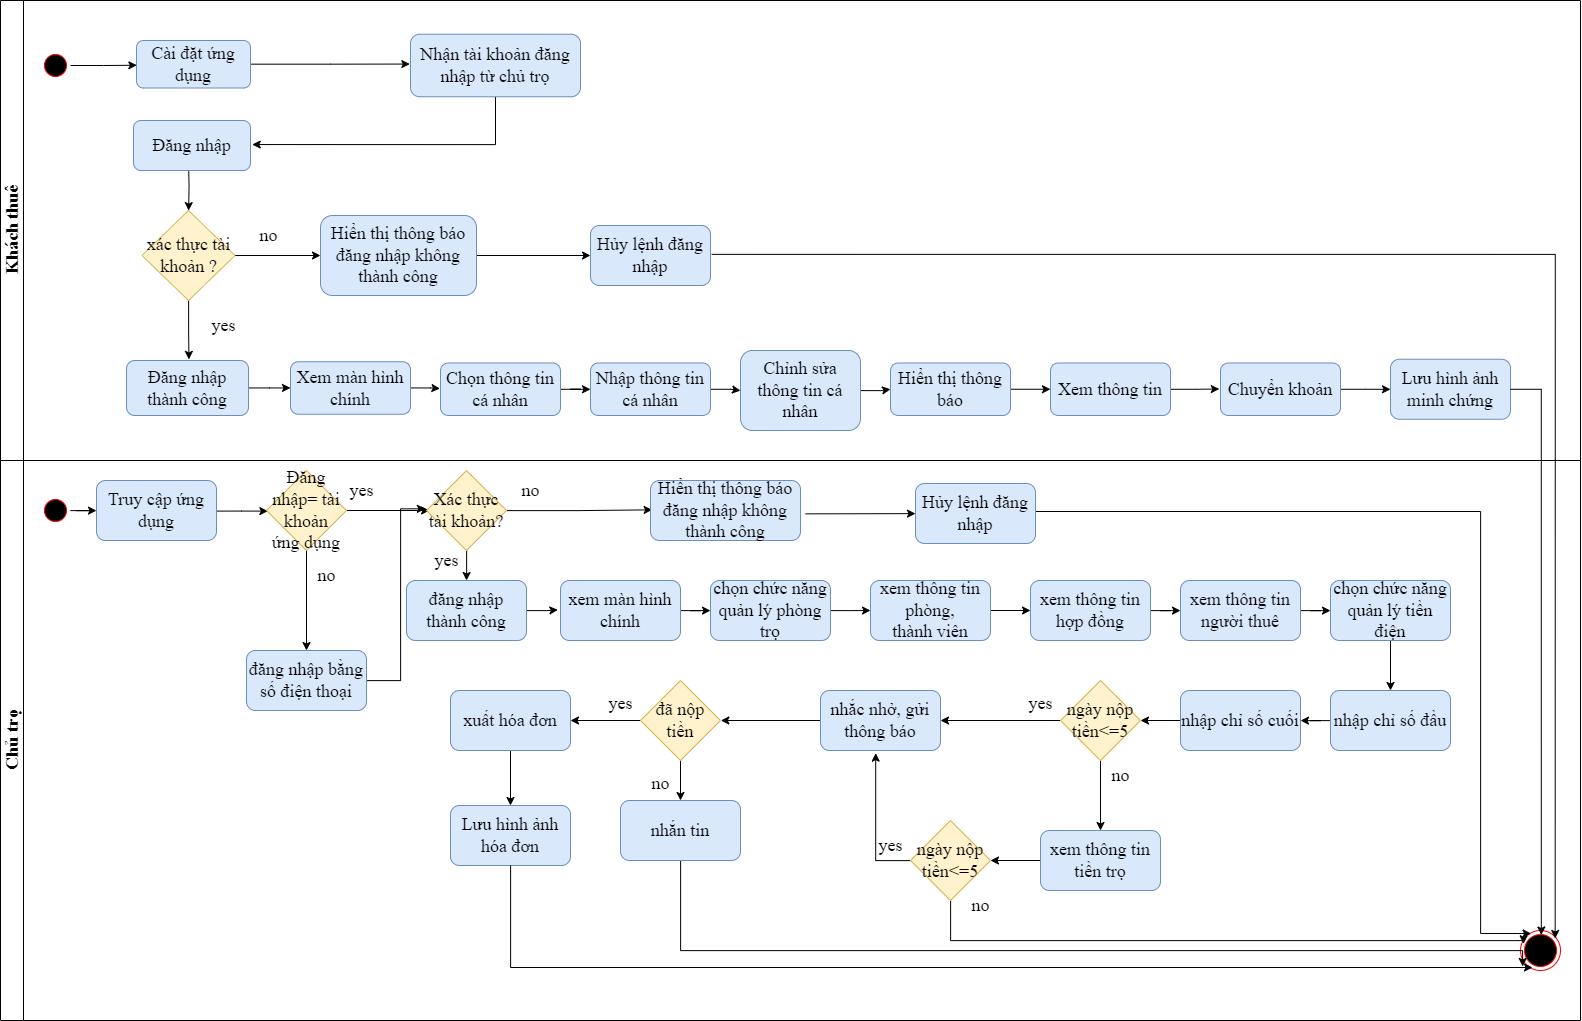 Khách thuê
Cài đặt ứng
dụng
Nhận tài khoản đăng
nhập từ chủ trọ
Đăng nhập
xác thực tài
khoản ?
no
Hiển thị thông báo
đăng nhập không
thành công
Hủy lệnh đăng
nhập
yes
Đăng nhập
thành công
Xem màn hình
chính
Chọn thông tin
cá nhân
Nhập thông tin
cá nhân
Chỉnh sửa
thông tin cá
nhân
Hiển thị thông
báo
Xem thông tin
Chuyển khoản
Lưu hình ảnh
minh chứng
Chủ trọ
Truy cập ứng
dụng
Đăng
nhập= tài
khoản
ứng dụng
yes
no
đăng nhập bằng
số điện thoại
Xác thực
tài khoản?
no
yes
Hiển thị thông báo
đăng nhập không
thành công
Hủy lệnh đăng
nhập
đăng nhập
thành công
xem màn hình
chính
chọn chức năng
quản lý phòng
trọ
xem thông tin
phòng,
thành viên
xem thông tin
hợp đồng
xem thông tin
người thuê
chọn chức năng
quản lý tiền
điện
nhập chỉ số đầu
nhập chỉ số cuối
ngày nộp
tiền<=5
yes
no
nhắc nhở, gửi
thông báo
đã nộp
tiền
yes
no
xuất hóa đơn
Lưu hình ảnh
hóa đơn
nhắn tin
xem thông tin
tiền trọ
ngày nộp
tiền<=5
yes
no